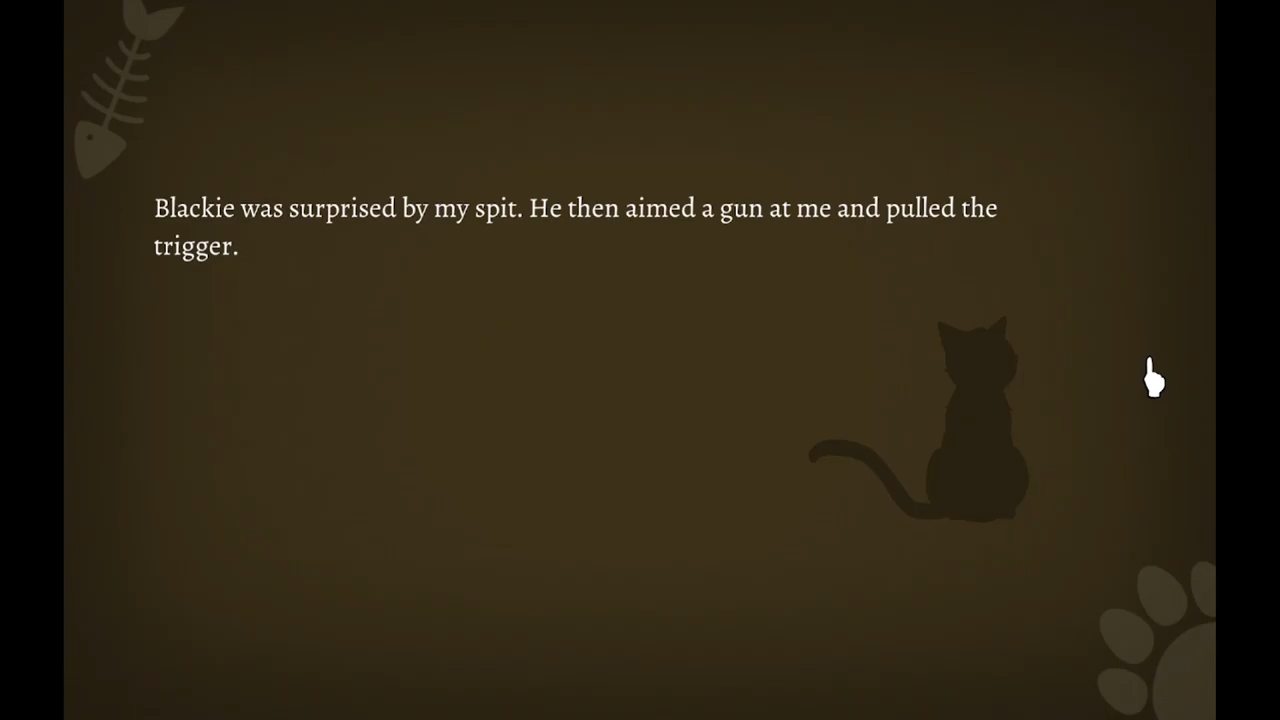 Blackie was surprised by my spit. He then aimed a gun at me and pulled the
trigger.